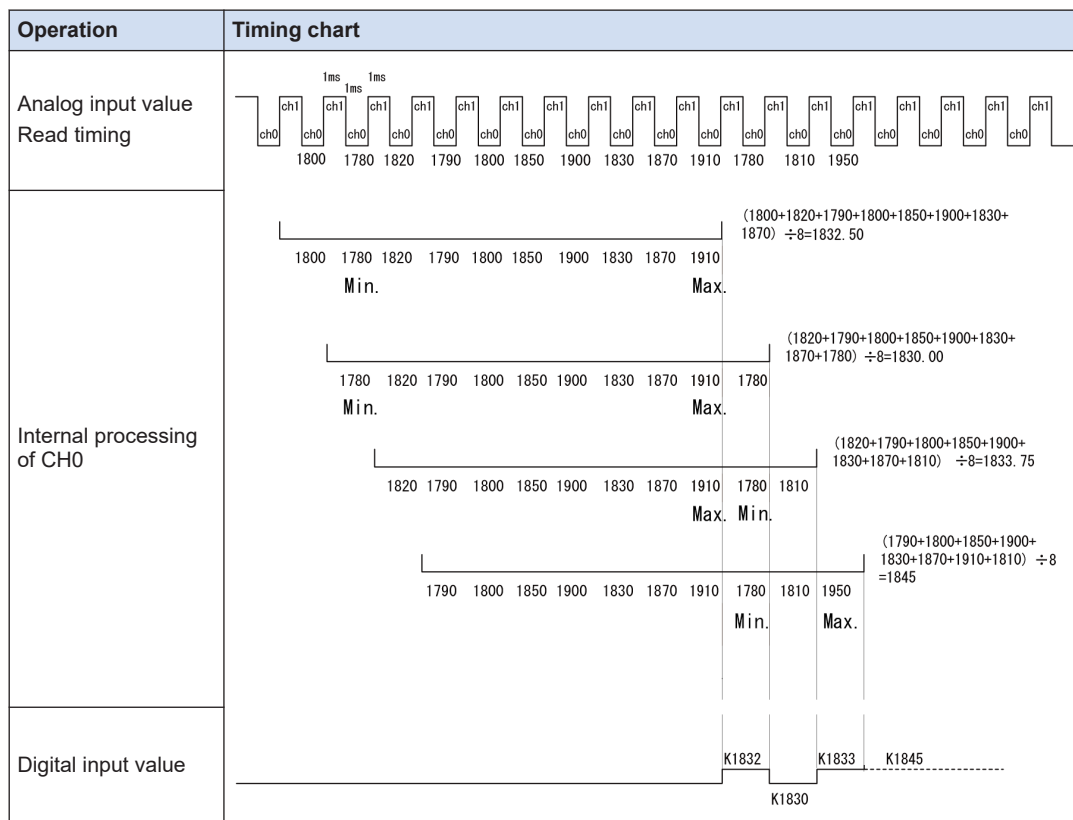 Operation
Timing chart
Analog input value
Read timing
1ms
1ms
1ms
ch1 ch1 ch1 ch1 ch1 ch1 ch1 ch1 ch1 ch1 ch1 ch1 ch1 ch1 ch1 ch1 ch1 ch1
ch0 ch0 ch0 ch0 ch0 ch0 ch0 ch0 ch0 ch0 ch0 ch0 ch0 ch0 ch0 ch0 ch0 ch0
1800 1780 1820 1790 1800 1850 1900 1830 1870 1910 1780 1810 1950
Internal processing
of CH0
(1800+1820+1790+1800+1850+1900+1830+
1870) ÷8=1832.50
1800 1780 1820 1790 1800 1850 1900 1830 1870 1910
Min. Max.
(1820+1790+1800+1850+1900+1830+
1870+1780) ÷8=1830.00
1780 1820 1790 1800 1850 1900 1830 1870 1910 1780
Min. Max.
(1820+1790+1800+1850+1900+
1830+1870+1810) ÷8=1833.75
1820 1790 1800 1850 1900 1830 1870 1910 1780 1810
Max. Min.
(1790+1800+1850+1900+
1830+1870+1910+1810) ÷8
=1845
1790 1800 1850 1900 1830 1870 1910 1780 1810 1950
Min. Max.
Digital input value
K1832 K1833 K1845
K1830